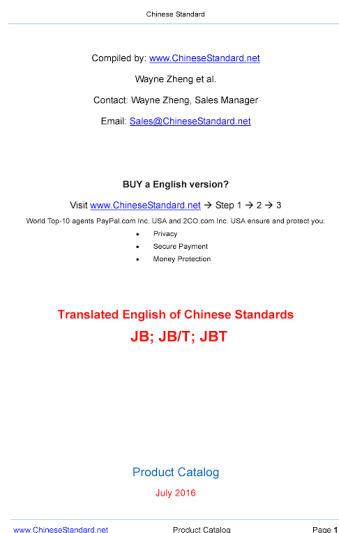 Chinese Standard
Compiled by: www.ChineseStandard.net
Wayne Zheng et al.
Contact: Wayne Zheng, Sales Manager
Email: Sales@ChineseStandard.net
BUY a English version?
Visit www.ChineseStandard.net → Step 1 → 2 → 3
World Top-10 agents PayPal.com Inc. USA and 2CO.com Inc. USA ensure and protect you:
• Privacy
• Secure Payment
• Money Protection
Translated English of Chinese Standards
JB; JB/T; JBT
Product Catalog
July 2016
www.ChineseStandard.net Product Catalog Page 1